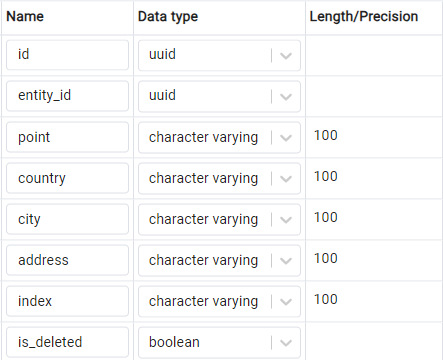 Name Data type Length/Precision
id uuid
entity_id uuid
point character varying 100
country character varying 100
city character varying 100
address character varying 100
index character varying 100
is_deleted boolean